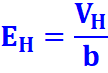 E_H = V_H / b